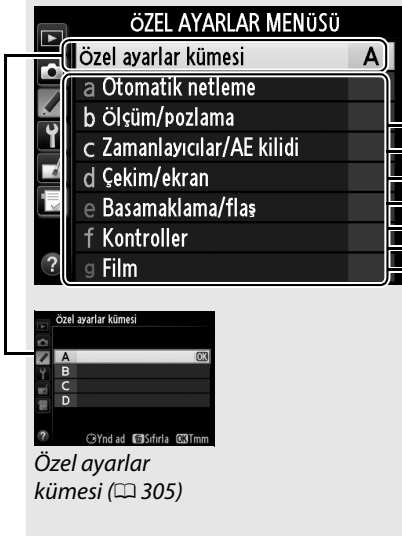 ÖZEL AYARLAR MENÜSÜ
Özel ayarlar kümesi A
a Otomatik netleme
b Ölçüm/pozlama
c Zamanlayıcılar/AE kilidi
d Çekim/ekran
e Basamaklama/flaş
f Kontroller
g Film
?
Özel ayarlar kümesi
A OK
B
C
D
? Ynd ad Sıfırla OK Tmm
Özel ayarlar
kümesi (305)